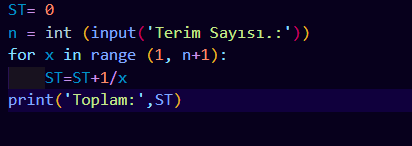 ST= 0
n = int (input('Terim Sayısı.:'))
for x in range (1, n+1):
    ST=ST+1/x
print('Toplam:',ST)